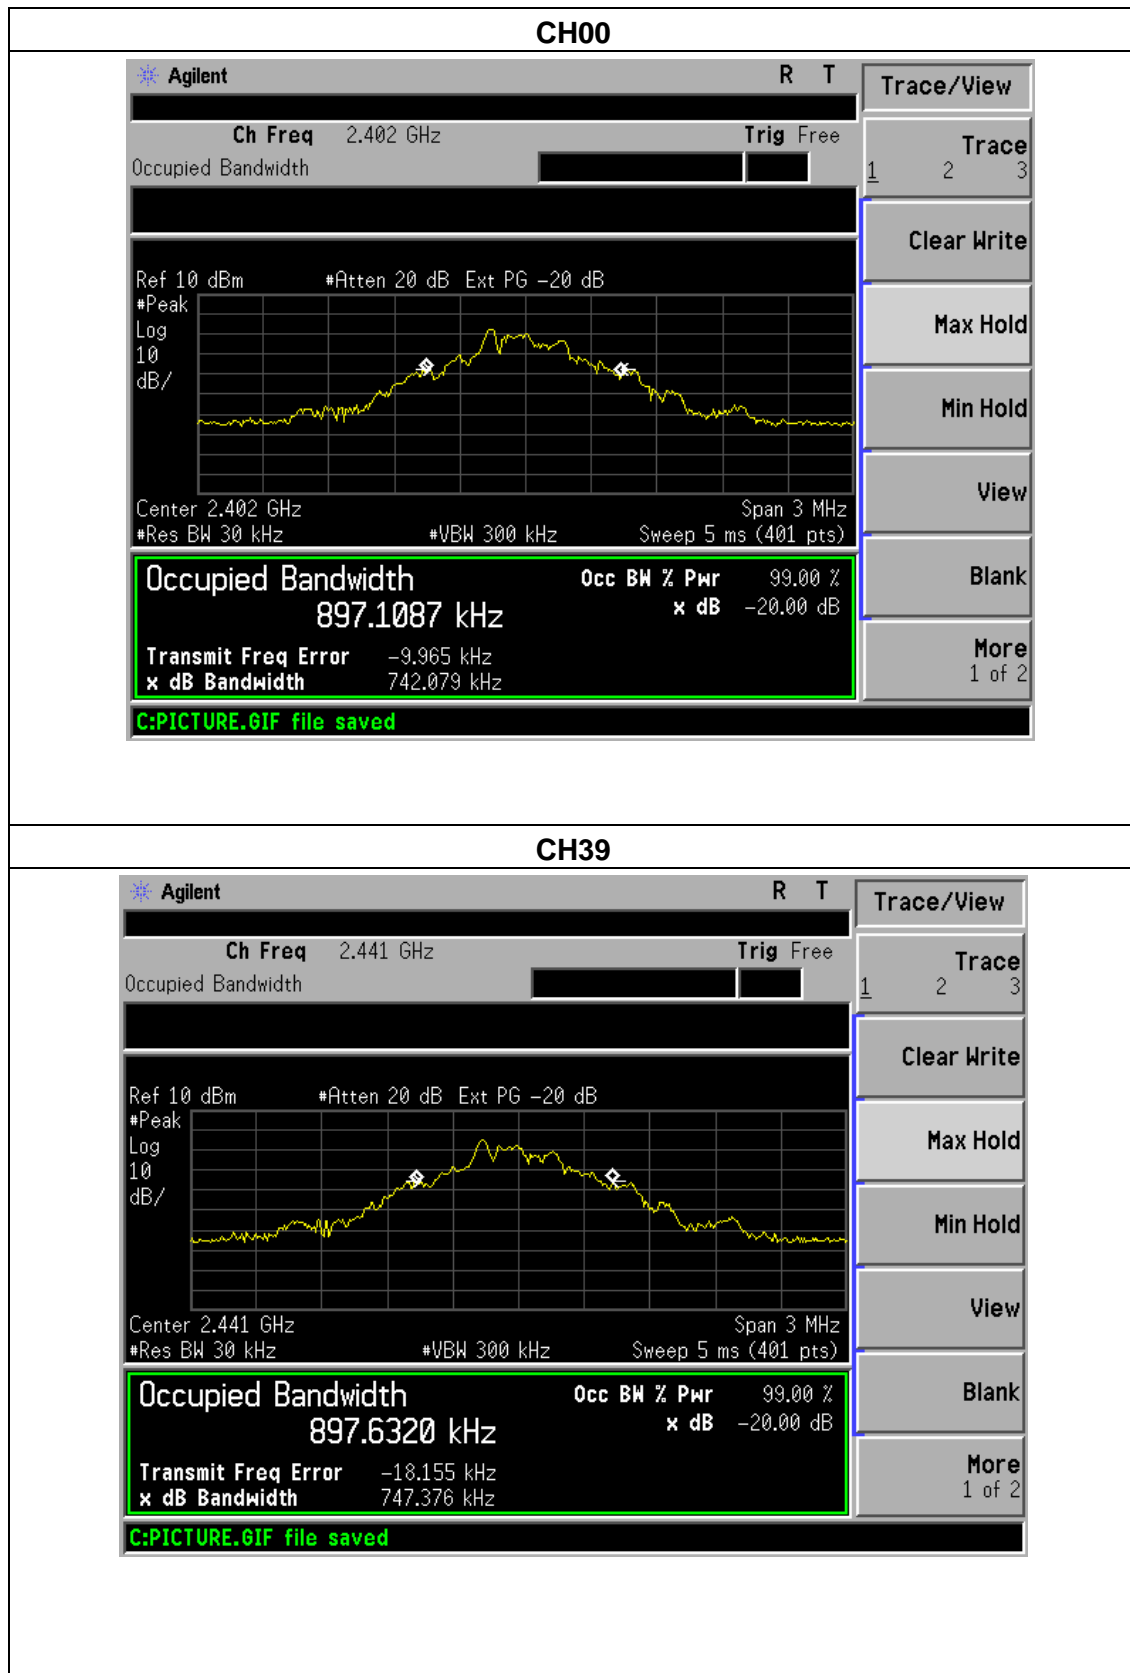 CH00
Agilent R T
Trace/View
Ch Freq 2.402 GHz Trig Free
Occupied Bandwidth
Trace
1 2 3
Clear Write
Max Hold
Min Hold
View
Blank
More
1 of 2
Ref 10 dBm #Atten 20 dB Ext PG -20 dB
#Peak
Log
10
dB/
Center 2.402 GHz Span 3 MHz
#Res BW 30 kHz #VBW 300 kHz Sweep 5 ms (401 pts)
Occupied Bandwidth Occ BW % Pwr 99.00 %
897.1087 kHz x dB -20.00 dB
Transmit Freq Error -9.965 kHz
x dB Bandwidth 742.079 kHz
C:PICTURE.GIF file saved
CH39
Agilent R T
Trace/View
Ch Freq 2.441 GHz Trig Free
Occupied Bandwidth
Trace
1 2 3
Clear Write
Max Hold
Min Hold
View
Blank
More
1 of 2
Ref 10 dBm #Atten 20 dB Ext PG -20 dB
#Peak
Log
10
dB/
Center 2.441 GHz Span 3 MHz
#Res BW 30 kHz #VBW 300 kHz Sweep 5 ms (401 pts)
Occupied Bandwidth Occ BW % Pwr 99.00 %
897.6320 kHz x dB -20.00 dB
Transmit Freq Error -18.155 kHz
x dB Bandwidth 747.376 kHz
C:PICTURE.GIF file saved